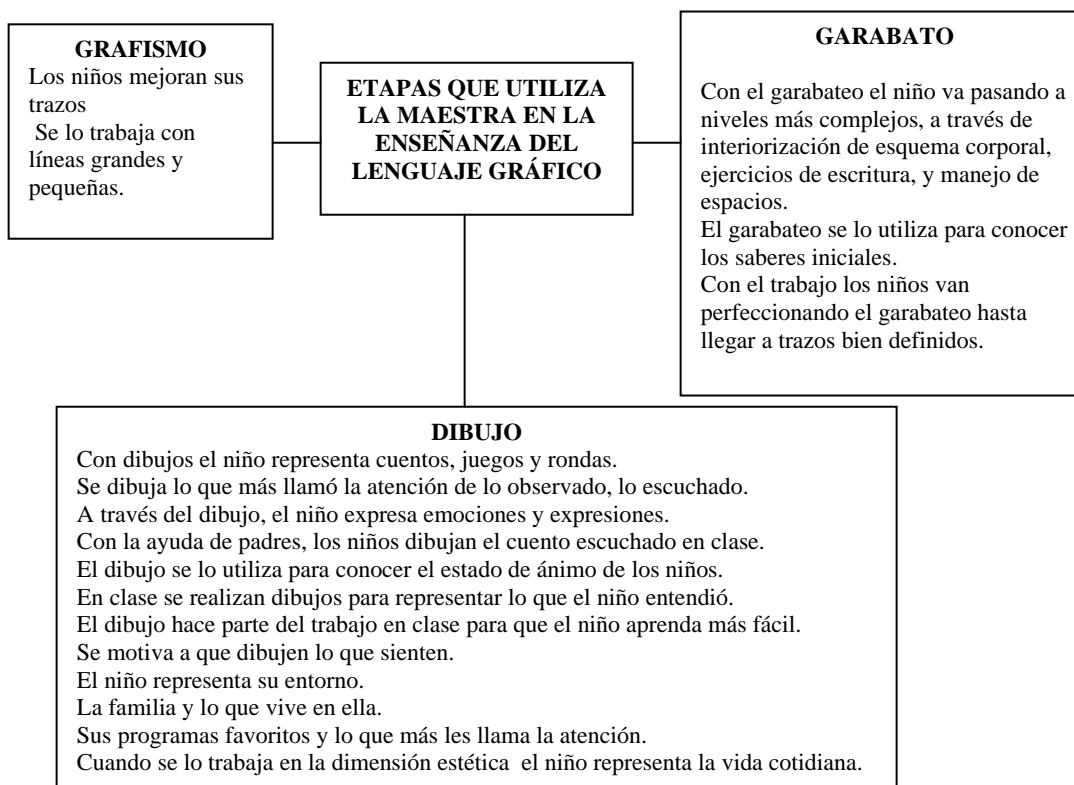 GRAFISMO
Los niños mejoran sus
trazos
Se lo trabaja con
líneas grandes y
pequeñas.
ETAPAS QUE UTILIZA
LA MAESTRA EN LA
ENSEÑANZA DEL
LENGUAJE GRÁFICO
GARABATO
Con el garabateo el niño va pasando a
niveles más complejos, a través de
interiorización de esquema corporal,
ejercicios de escritura, y manejo de
espacios.
El garabateo se lo utiliza para conocer
los saberes iniciales.
Con el trabajo los niños van
perfeccionando el garabateo hasta
llegar a trazos bien definidos.
DIBUJO
Con dibujos el niño representa cuentos, juegos y rondas.
Se dibuja lo que más llamó la atención de lo observado, lo escuchado.
A través del dibujo, el niño expresa emociones y expresiones.
Con la ayuda de padres, los niños dibujan el cuento escuchado en clase.
El dibujo se lo utiliza para conocer el estado de ánimo de los niños.
En clase se realizan dibujos para representar lo que el niño entendió.
El dibujo hace parte del trabajo en clase para que el niño aprenda más fácil.
Se motiva a que dibujen lo que sienten.
El niño representa su entorno.
La familia y lo que vive en ella.
Sus programas favoritos y lo que más les llama la atención.
Cuando se lo trabaja en la dimensión estética el niño representa la vida cotidiana.